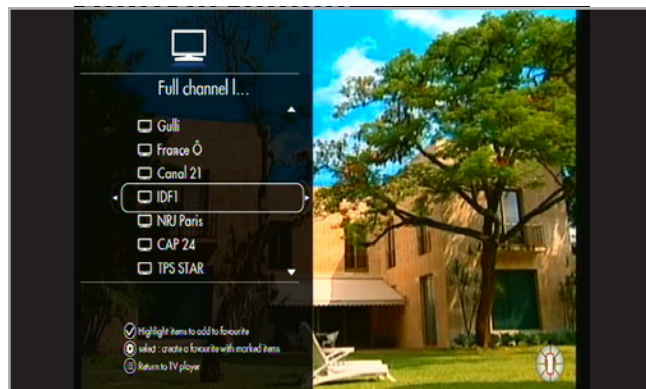 Full channel l...
Gulli
France Ô
Canal 21
IDF1
NRJ Paris
CAP 24
TPS STAR
Highlight items to add to favourite
select : create a favourite with marked items
Return to TV player